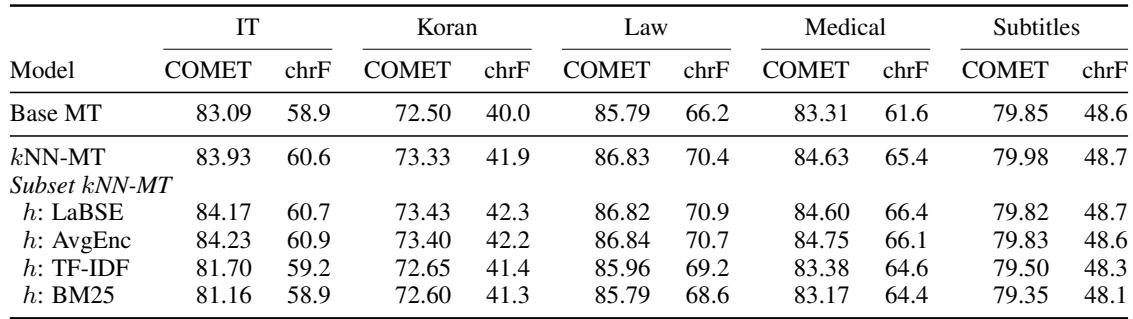 IT Koran Law Medical Subtitles
Model COMET chrF COMET chrF COMET chrF COMET chrF COMET chrF
Base MT 83.09 58.9 72.50 40.0 85.79 66.2 83.31 61.6 79.85 48.6
kNN-MT 83.93 60.6 73.33 41.9 86.83 70.4 84.63 65.4 79.98 48.7
Subset kNN-MT
h: LaBSE 84.17 60.7 73.43 42.3 86.82 70.9 84.60 66.4 79.82 48.7
h: AvgEnc 84.23 60.9 73.40 42.2 86.84 70.7 84.75 66.1 79.83 48.6
h: TF-IDF 81.70 59.2 72.65 41.4 85.96 69.2 83.38 64.6 79.50 48.3
h: BM25 81.16 58.9 72.60 41.3 85.79 68.6 83.17 64.4 79.35 48.1